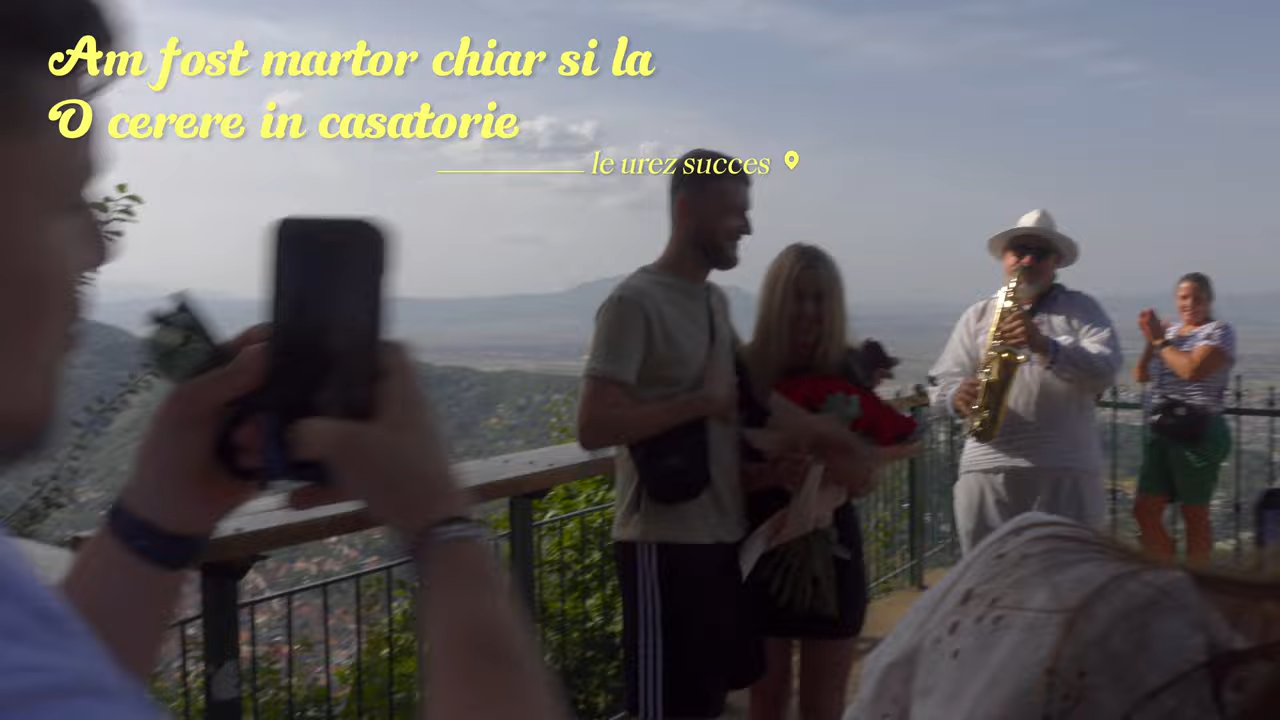 Am fost martor chiar si la
O cerere in casatorie
le urez succes